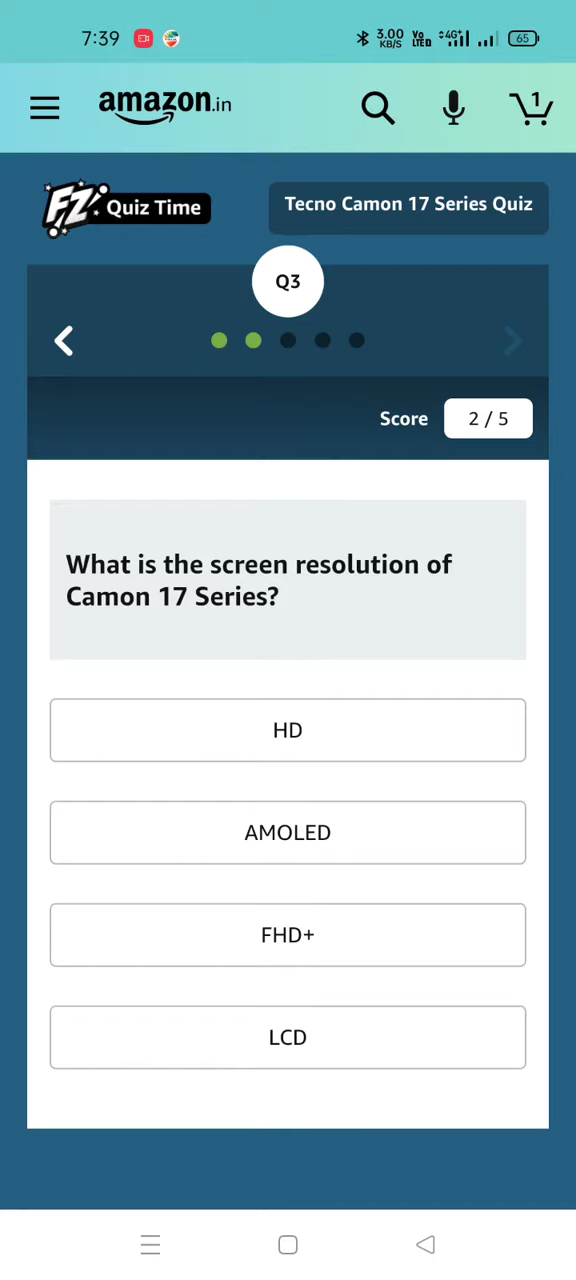 7:39 3.00 KB/S Vo LTED 4G+ 65
amazon.in 1
FZ Quiz Time Tecno Camon 17 Series Quiz
Q3
Score 2 / 5
What is the screen resolution of
Camon 17 Series?
HD
AMOLED
FHD+
LCD